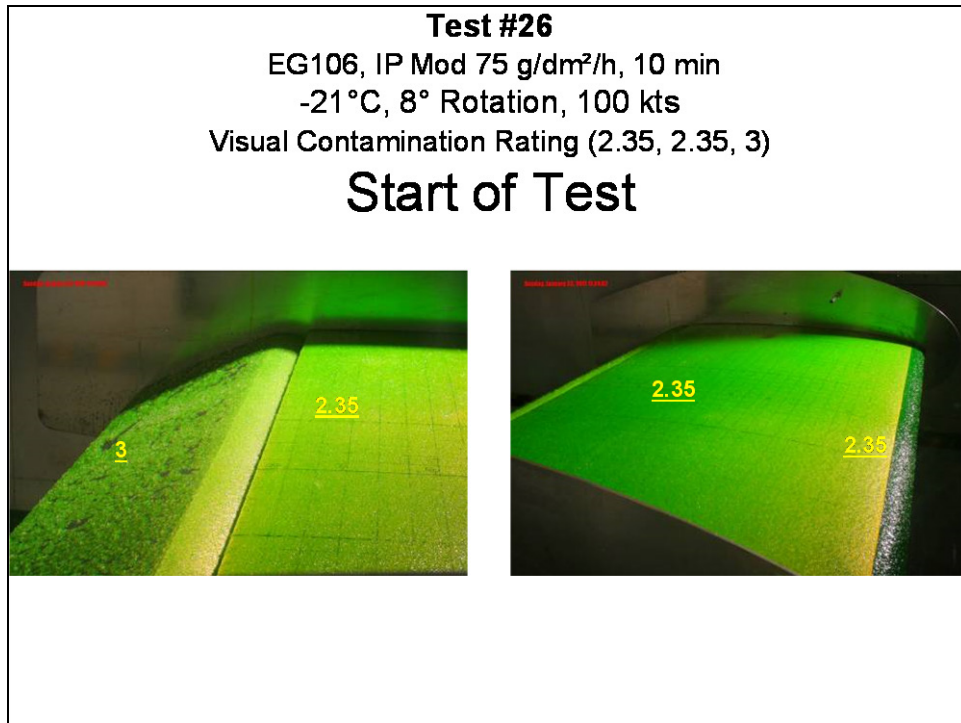 Test #26
EG106, IP Mod 75 g/dm²/h, 10 min
-21°C, 8° Rotation, 100 kts
Visual Contamination Rating (2.35, 2.35, 3)
Start of Test
2.35
3
2.35
2.35